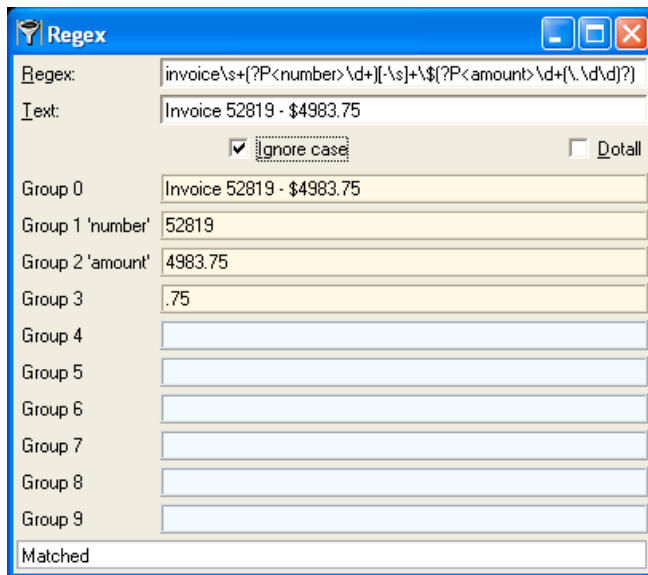 Regex
Regex: invoice\s+(?P<number>\d+)[-\s]+\$(?P<amount>\d+(\.\d\d)?)
Text: Invoice 52819 - $4983.75
Ignore case Dotall
Group 0 Invoice 52819 - $4983.75
Group 1 'number' 52819
Group 2 'amount' 4983.75
Group 3 .75
Group 4
Group 5
Group 6
Group 7
Group 8
Group 9
Matched